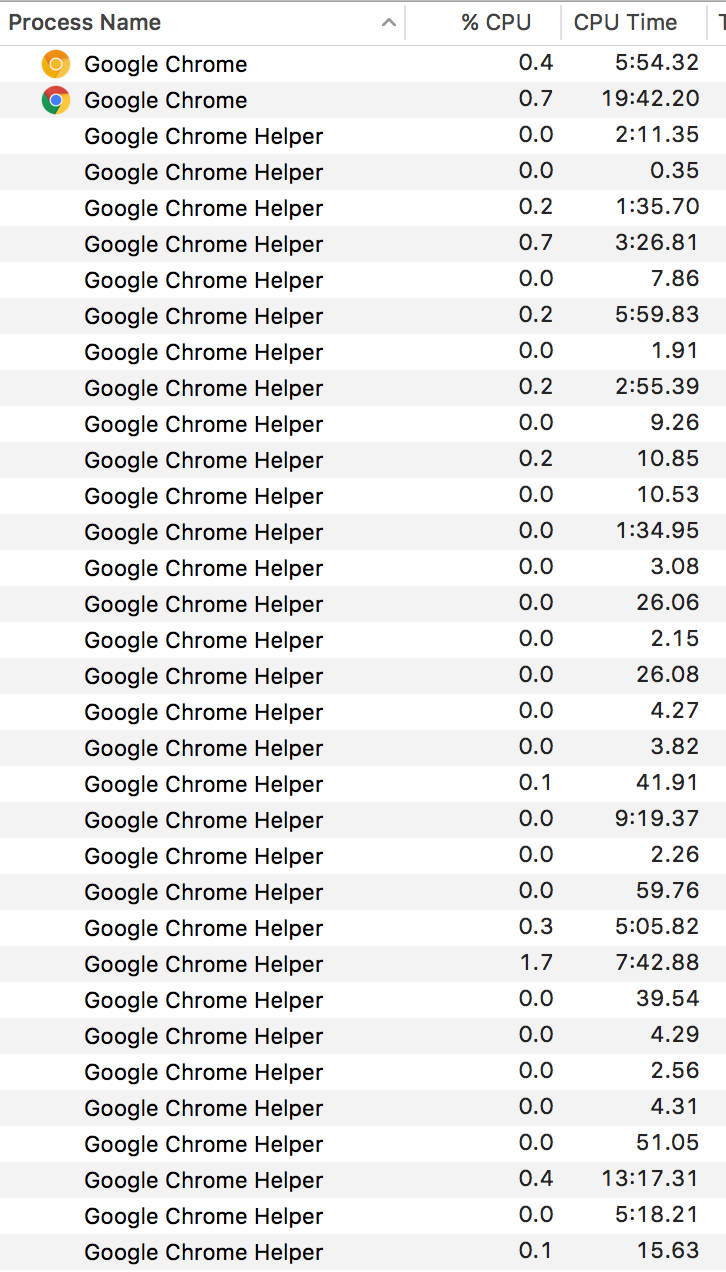 Process Name % CPU CPU Time T
Google Chrome 0.4 5:54.32
Google Chrome 0.7 19:42.20
Google Chrome Helper 0.0 2:11.35
Google Chrome Helper 0.0 0.35
Google Chrome Helper 0.2 1:35.70
Google Chrome Helper 0.7 3:26.81
Google Chrome Helper 0.0 7.86
Google Chrome Helper 0.2 5:59.83
Google Chrome Helper 0.0 1.91
Google Chrome Helper 0.2 2:55.39
Google Chrome Helper 0.0 9.26
Google Chrome Helper 0.2 10.85
Google Chrome Helper 0.0 10.53
Google Chrome Helper 0.0 1:34.95
Google Chrome Helper 0.0 3.08
Google Chrome Helper 0.0 26.06
Google Chrome Helper 0.0 2.15
Google Chrome Helper 0.0 26.08
Google Chrome Helper 0.0 4.27
Google Chrome Helper 0.0 3.82
Google Chrome Helper 0.1 41.91
Google Chrome Helper 0.0 9:19.37
Google Chrome Helper 0.0 2.26
Google Chrome Helper 0.0 59.76
Google Chrome Helper 0.3 5:05.82
Google Chrome Helper 1.7 7:42.88
Google Chrome Helper 0.0 39.54
Google Chrome Helper 0.0 4.29
Google Chrome Helper 0.0 2.56
Google Chrome Helper 0.0 4.31
Google Chrome Helper 0.0 51.05
Google Chrome Helper 0.4 13:17.31
Google Chrome Helper 0.0 5:18.21
Google Chrome Helper 0.1 15.63